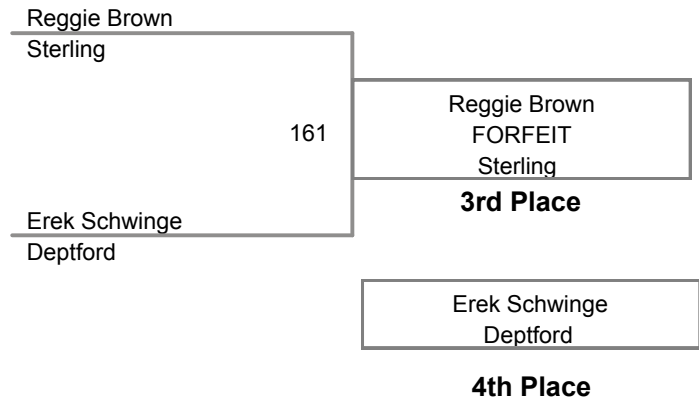 Reggie Brown
Sterling
161
Reggie Brown
FORFEIT
Sterling
3rd Place
Erek Schwinge
Deptford
Erek Schwinge
Deptford
4th Place